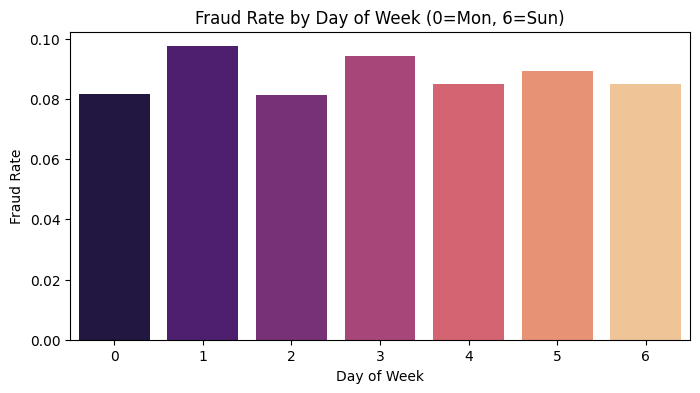 Fraud Rate by Day of Week (0=Mon, 6=Sun)
Fraud Rate
0.10
0.08
0.06
0.04
0.02
0.00
0 1 2 3 4 5 6
Day of Week